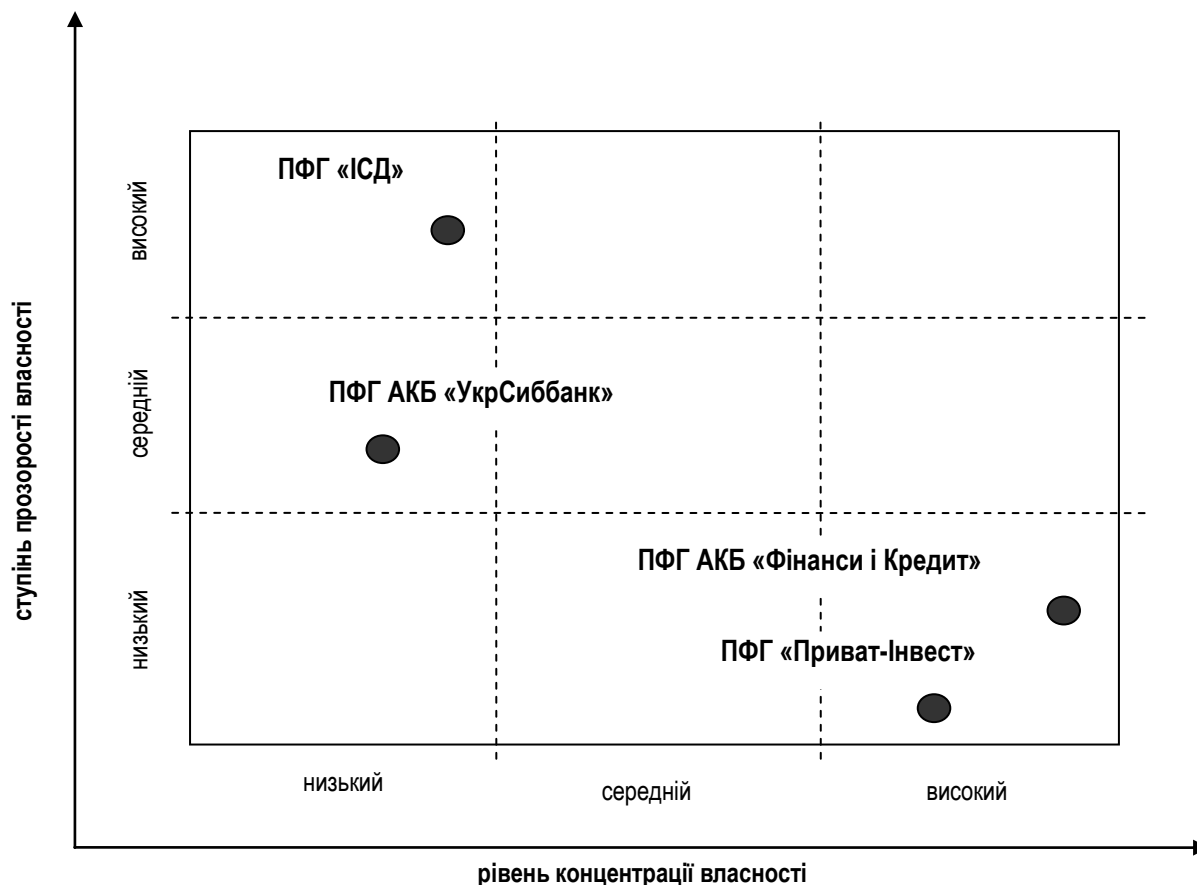 ПФГ «ІСД»
високий
ПФГ АКБ «УкрСиббанк»
середній
ступінь прозорості власності
ПФГ АКБ «Фінанси і Кредит»
низький
ПФГ «Приват-Інвест»
низький
середній
високий
рівень концентрації власності